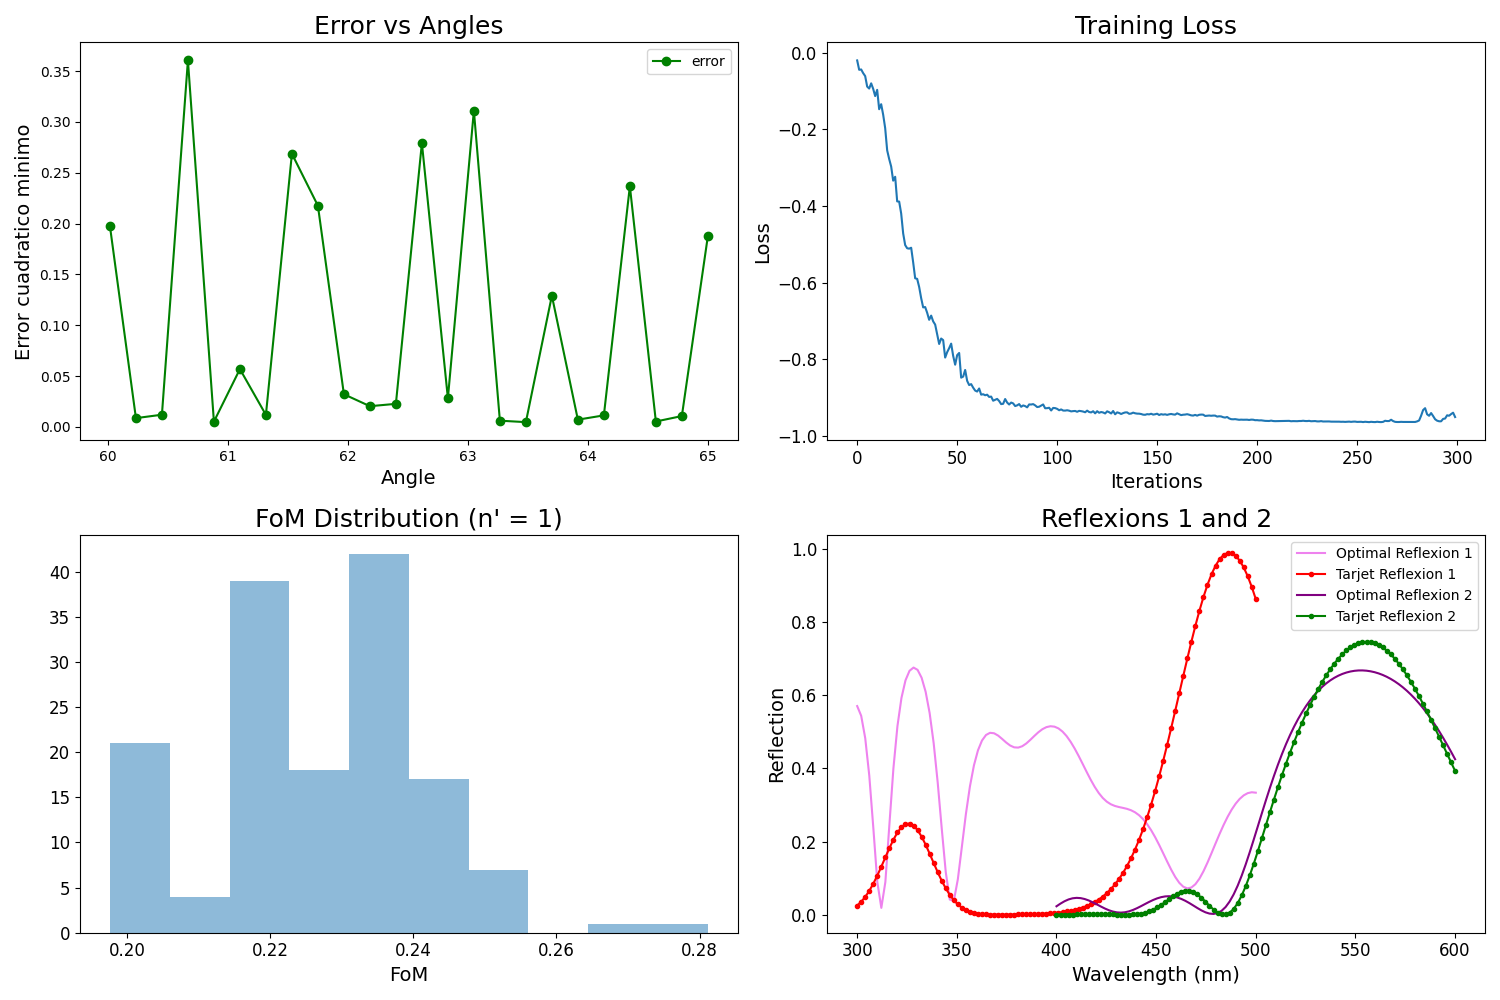 Error vs Angles
error
Error cuadratico minimo
0.35
0.30
0.25
0.20
0.15
0.10
0.05
0.00
60 61 62 63 64 65
Angle
Training Loss
Loss
0.0
−0.2
−0.4
−0.6
−0.8
−1.0
0 50 100 150 200 250 300
Iterations
FoM Distribution (n' = 1)
40
35
30
25
20
15
10
5
0
0.20 0.22 0.24 0.26 0.28
FoM
Reflexions 1 and 2
Optimal Reflexion 1
Tarjet Reflexion 1
Optimal Reflexion 2
Tarjet Reflexion 2
Reflection
1.0
0.8
0.6
0.4
0.2
0.0
300 350 400 450 500 550 600
Wavelength (nm)